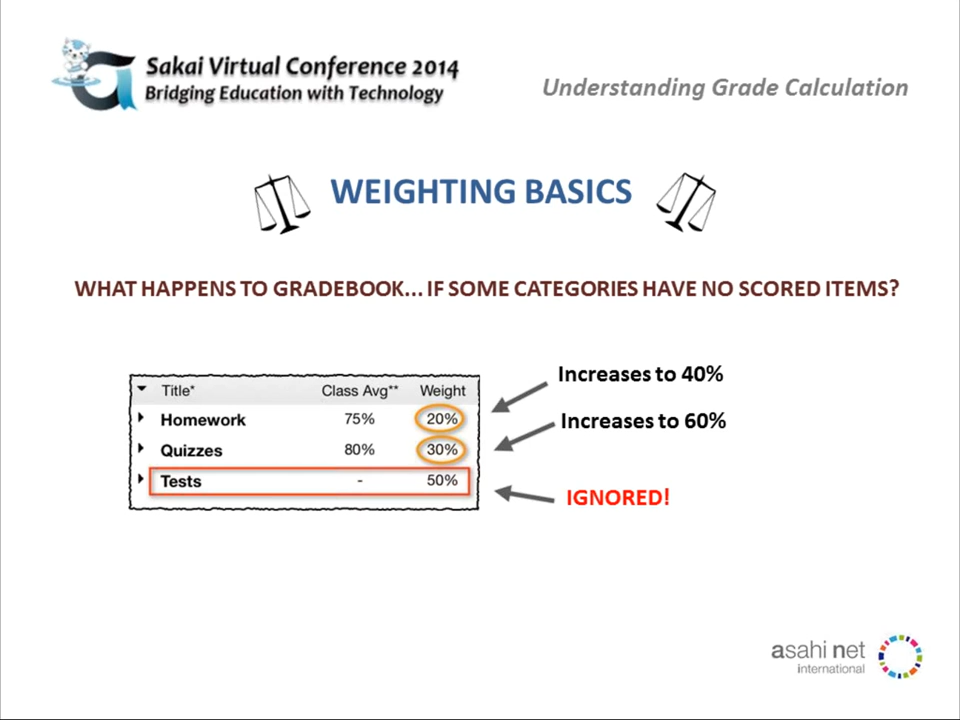 Sakai Virtual Conference 2014
Bridging Education with Technology
Understanding Grade Calculation
WEIGHTING BASICS
WHAT HAPPENS TO GRADEBOOK... IF SOME CATEGORIES HAVE NO SCORED ITEMS?
Title* Class Avg** Weight
Homework 75% 20%
Quizzes 80% 30%
Tests - 50%
Increases to 40%
Increases to 60%
IGNORED!
asahi net
international